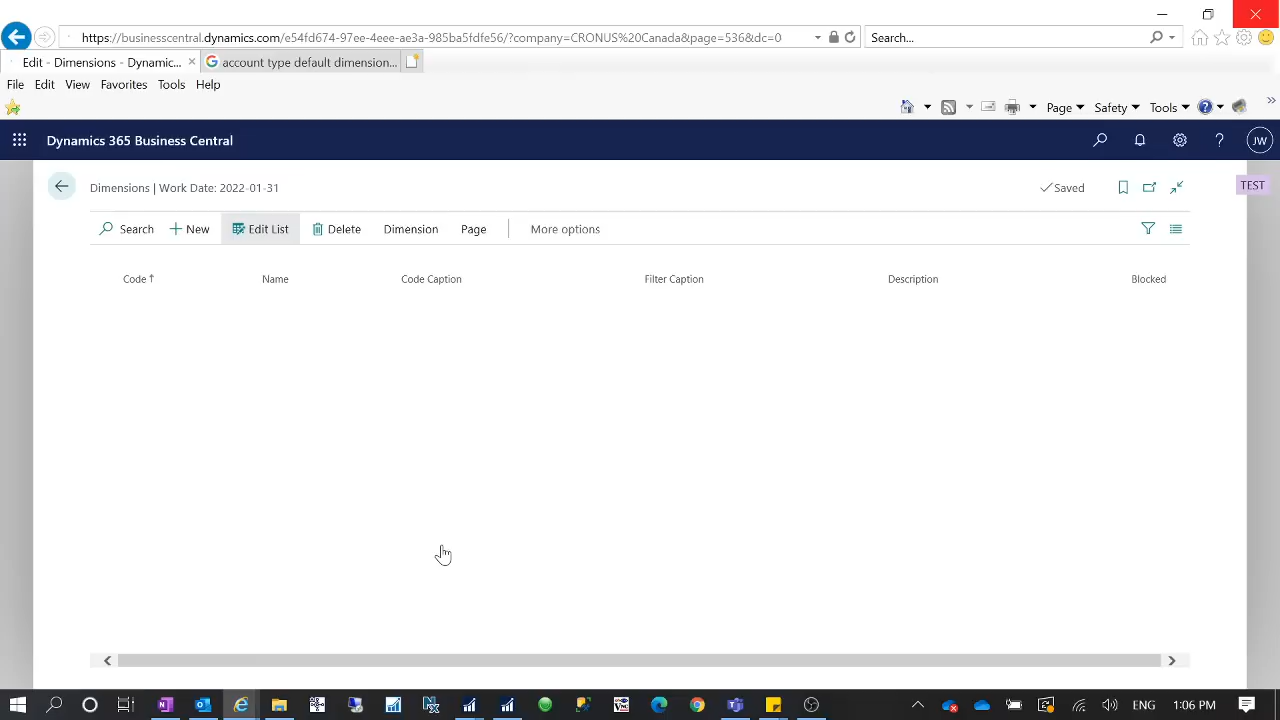 https://businesscentral.dynamics.com/e54fd674-97ee-4eee-ae3a-985ba5fdfe56/?company=CRONUS%20Canada&page=536&dc=0
Search...
Edit - Dimensions - Dynamic...
account type default dimension...
File Edit View Favorites Tools Help
Page Safety Tools
Dynamics 365 Business Central
JW
Dimensions | Work Date: 2022-01-31
Saved
TEST
Search New Edit List Delete Dimension Page More options
Code ↑ Name Code Caption Filter Caption Description Blocked
ENG 1:06 PM